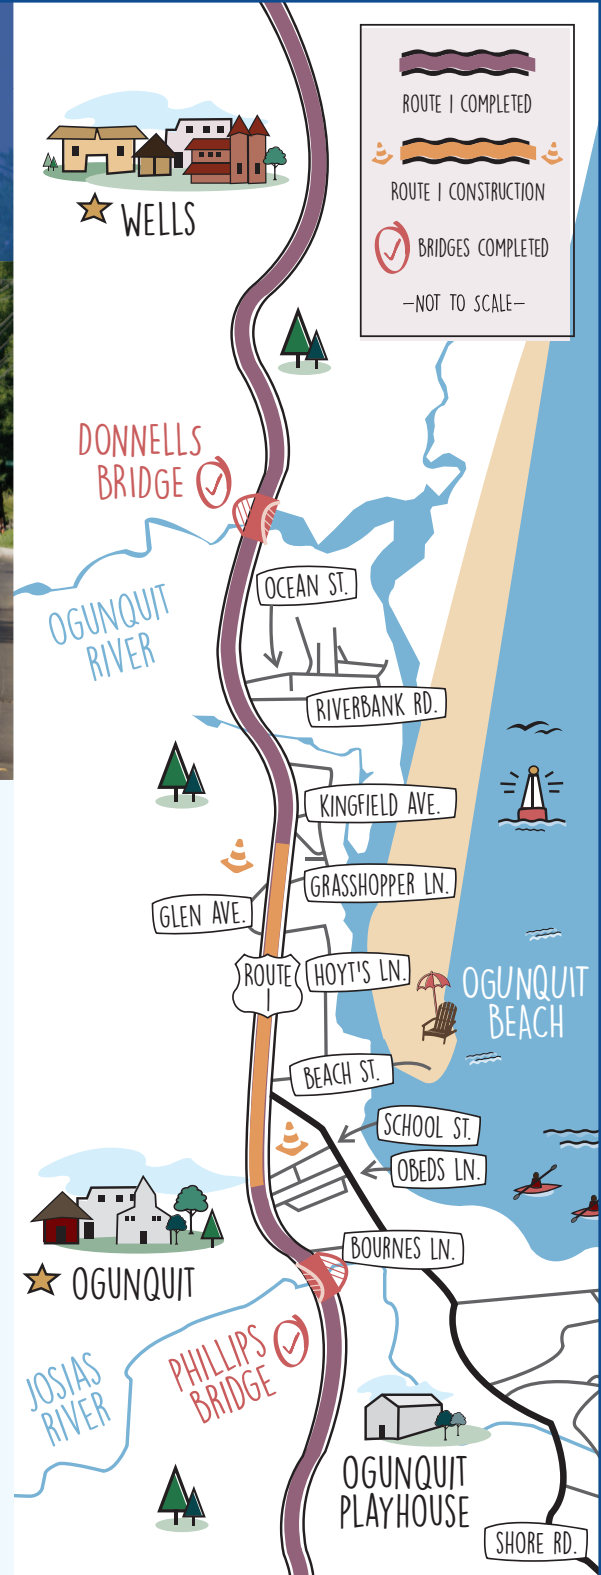 ROUTE 1 COMPLETED
ROUTE 1 CONSTRUCTION
BRIDGES COMPLETED
–NOT TO SCALE–
WELLS
DONNELLS
BRIDGE
OGUNQUIT
RIVER
OCEAN ST.
RIVERBANK RD.
KINGFIELD AVE.
GRASSHOPPER LN.
GLEN AVE.
ROUTE
1
HOYT'S LN.
OGUNQUIT
BEACH
BEACH ST.
SCHOOL ST.
OBEDS LN.
BOURNES LN.
OGUNQUIT
PHILLIPS
BRIDGE
JOSIAS
RIVER
OGUNQUIT
PLAYHOUSE
SHORE RD.